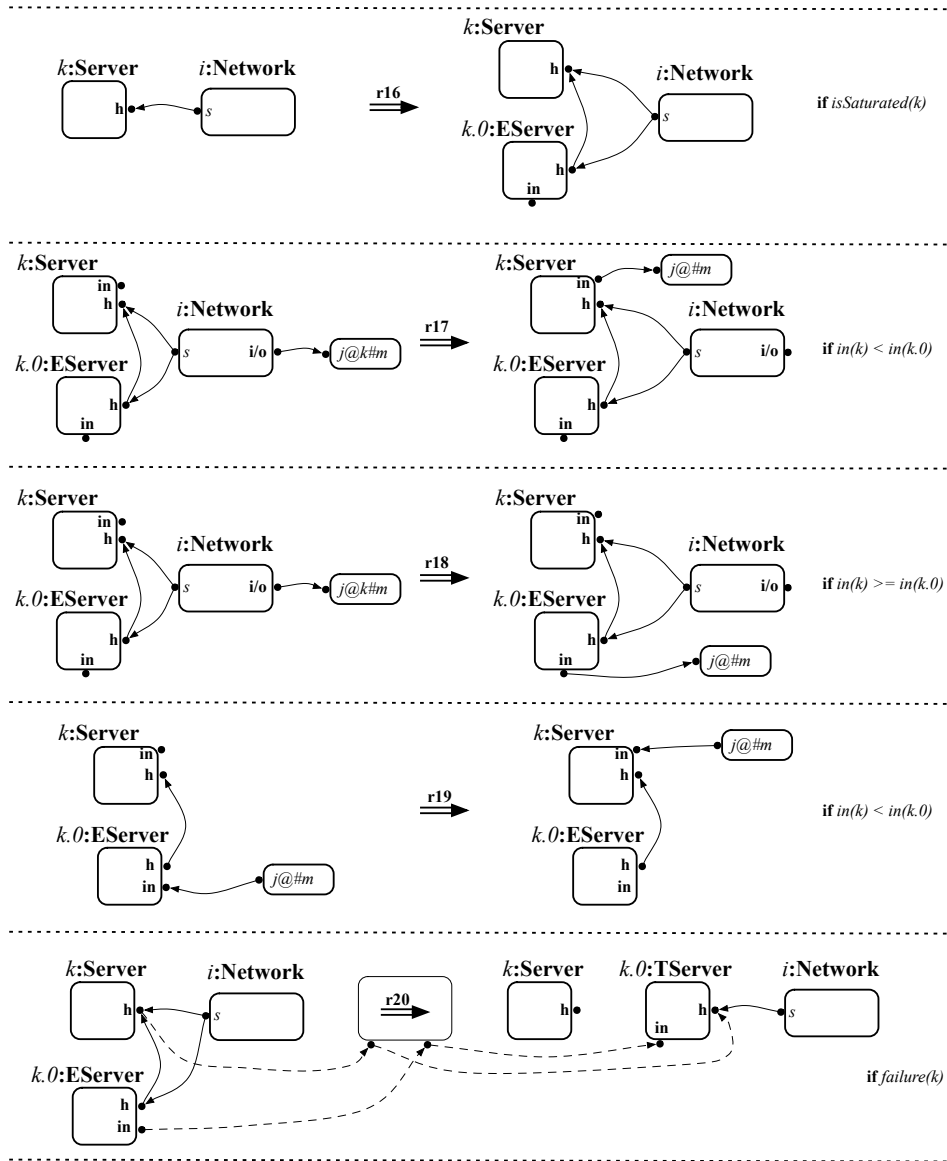 k:Server
h
i:Network
s
r16
k:Server
h
i:Network
s
k.0:EServer
h
in
if isSaturated(k)
k:Server
in
h
i:Network
s i/o
j@k#m
k.0:EServer
h
in
r17
k:Server
in
h
j@#m
i:Network
s i/o
k.0:EServer
h
in
if in(k) < in(k.0)
k:Server
in
h
i:Network
s i/o
j@k#m
k.0:EServer
h
in
r18
k:Server
in
h
i:Network
s i/o
k.0:EServer
h
in
j@#m
if in(k) >= in(k.0)
k:Server
in
h
k.0:EServer
h
in
j@#m
r19
k:Server
in
h
j@#m
k.0:EServer
h
in
if in(k) < in(k.0)
k:Server
h
i:Network
s
k.0:EServer
h
in
r20
k:Server
h
k.0:TServer
h
in
i:Network
s
if failure(k)